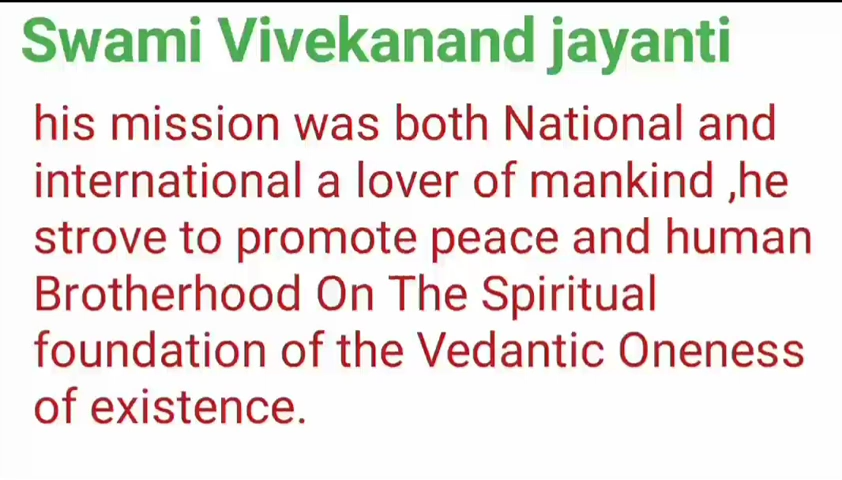 Swami Vivekanand jayanti
his mission was both National and
international a lover of mankind ,he
strove to promote peace and human
Brotherhood On The Spiritual
foundation of the Vedantic Oneness
of existence.